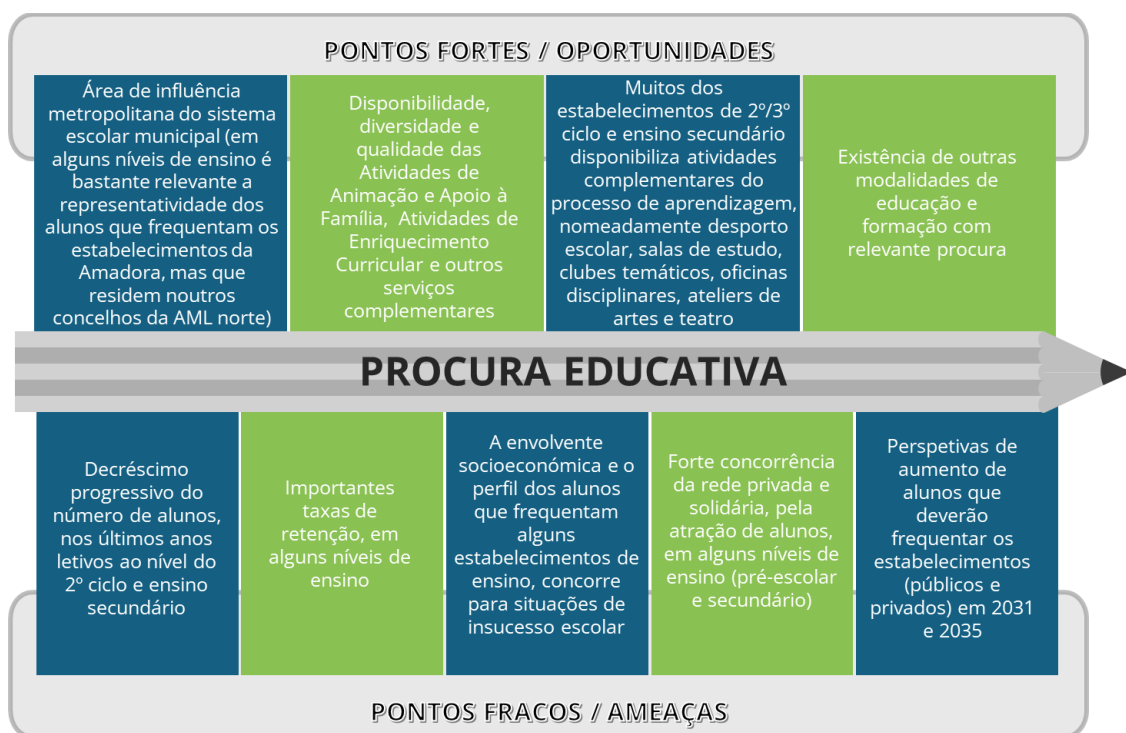 PONTOS FORTES / OPORTUNIDADES
Área de influência
metropolitana do sistema
escolar municipal (em
alguns níveis de ensino é
bastante relevante a
representatividade dos
alunos que frequentam os
estabelecimentos da
Amadora, mas que
residem noutros
concelhos da AML norte)
Disponibilidade,
diversidade e
qualidade das
Atividades de
Animação e Apoio à
Família, Atividades de
Enriquecimento
Curricular e outros
serviços
complementares
Muitos dos
estabelecimentos de 2º/3º
ciclo e ensino secundário
disponibiliza atividades
complementares do
processo de aprendizagem,
nomeadamente desporto
escolar, salas de estudo,
clubes temáticos, oficinas
disciplinares, ateliers de
artes e teatro
Existência de outras
modalidades de
educação e
formação com
relevante procura
PROCURA EDUCATIVA
Decréscimo
progressivo do
número de alunos,
nos últimos anos
letivos ao nível do
2º ciclo e ensino
secundário
Importantes
taxas de
retenção, em
alguns níveis de
ensino
A envolvente
socioeconómica e o
perfil dos alunos
que frequentam
alguns
estabelecimentos de
ensino, concorre
para situações de
insucesso escolar
Forte concorrência
da rede privada e
solidária, pela
atração de alunos,
em alguns níveis de
ensino (pré-escolar
e secundário)
Perspetivas de
aumento de
alunos que
deverão
frequentar os
estabelecimentos
(públicos e
privados) em 2031
e 2035
PONTOS FRACOS / AMEAÇAS